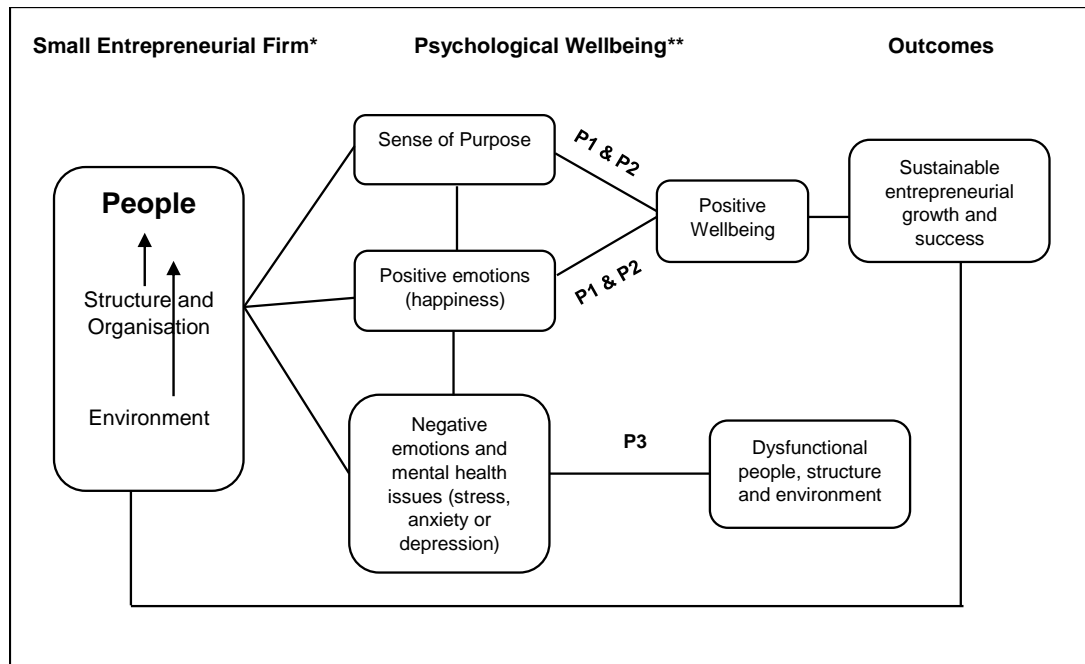 Small Entrepreneurial Firm*
Psychological Wellbeing**
Outcomes
People
Structure and
Organisation
Environment
Sense of Purpose
Positive emotions
(happiness)
Negative
emotions and
mental health
issues (stress,
anxiety or
depression)
P1 & P2
P1 & P2
P3
Positive
Wellbeing
Dysfunctional
people, structure
and environment
Sustainable
entrepreneurial
growth and
success